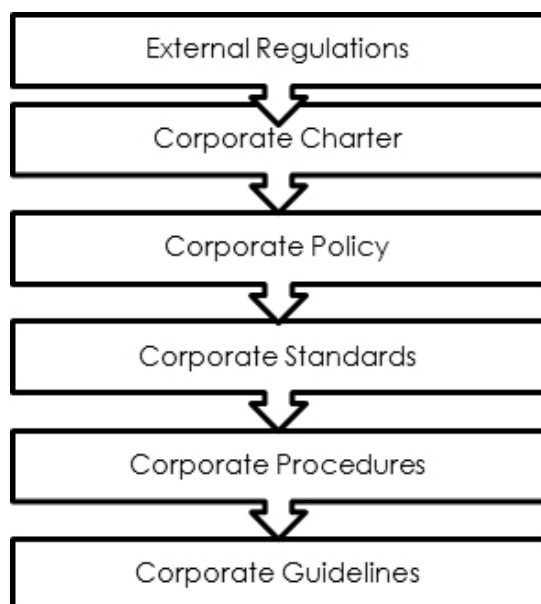 External Regulations
Corporate Charter
Corporate Policy
Corporate Standards
Corporate Procedures
Corporate Guidelines